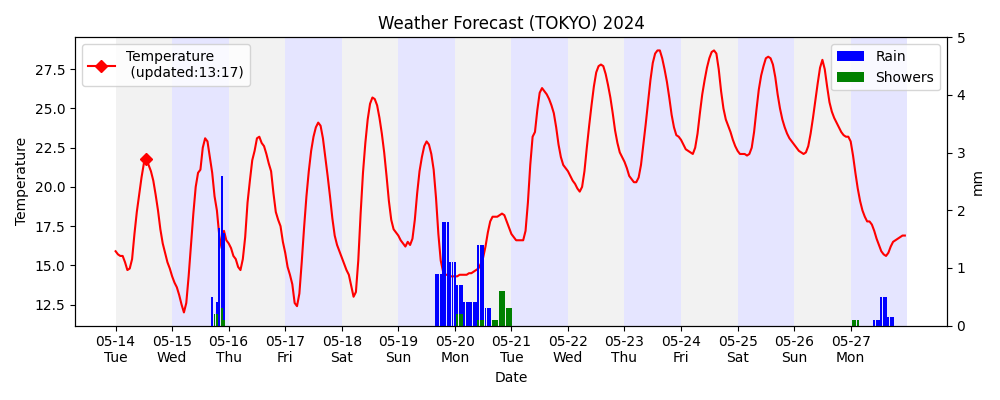 Weather Forecast (TOKYO) 2024
Temperature
(updated:13:17)
Rain
Showers
Temperature
27.5
25.0
22.5
20.0
17.5
15.0
12.5
5
4
3
2
1
0
mm
05-14 05-15 05-16 05-17 05-18 05-19 05-20 05-21 05-22 05-23 05-24 05-25 05-26 05-27
Tue Wed Thu Fri Sat Sun Mon Tue Wed Thu Fri Sat Sun Mon
Date